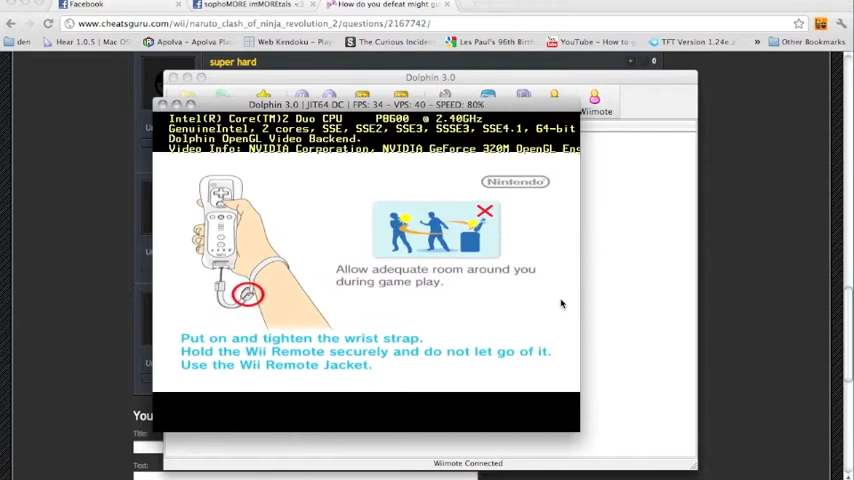 Facebook
sophoMORE imMOREtals <3
How do you defeat might gu
www.cheatsguru.com/wii/naruto_clash_of_ninja_revolution_2/questions/2167742/
den
Hear 1.0.5 | Mac OS
Apolva - Apolva Pla
Web Kendoku - Play
The Curious Inciden
Les Paul's 96th Birth
YouTube - How to g
TFT Version 1.24e
»
Other Bookmarks
super hard
+ 0
Dolphin 3.0
Wiimote
Dolphin 3.0 | JIT64 DC | FPS: 34 - VPS: 40 - SPEED: 80%
Intel(R) Core(TM)2 Duo CPU P8600 @ 2.40GHz
GenuineIntel, 2 cores, SSE, SSE2, SSE3, SSSE3, SSE4.1, 64-bit
Dolphin OpenGL Video Backend.
Video Info: NVIDIA Corporation, NVIDIA GeForce 320M OpenGL Eng
Nintendo
Allow adequate room around you
during game play.
Put on and tighten the wrist strap.
Hold the Wii Remote securely and do not let go of it.
Use the Wii Remote Jacket.
You
Title:
Text:
Wiimote Connected